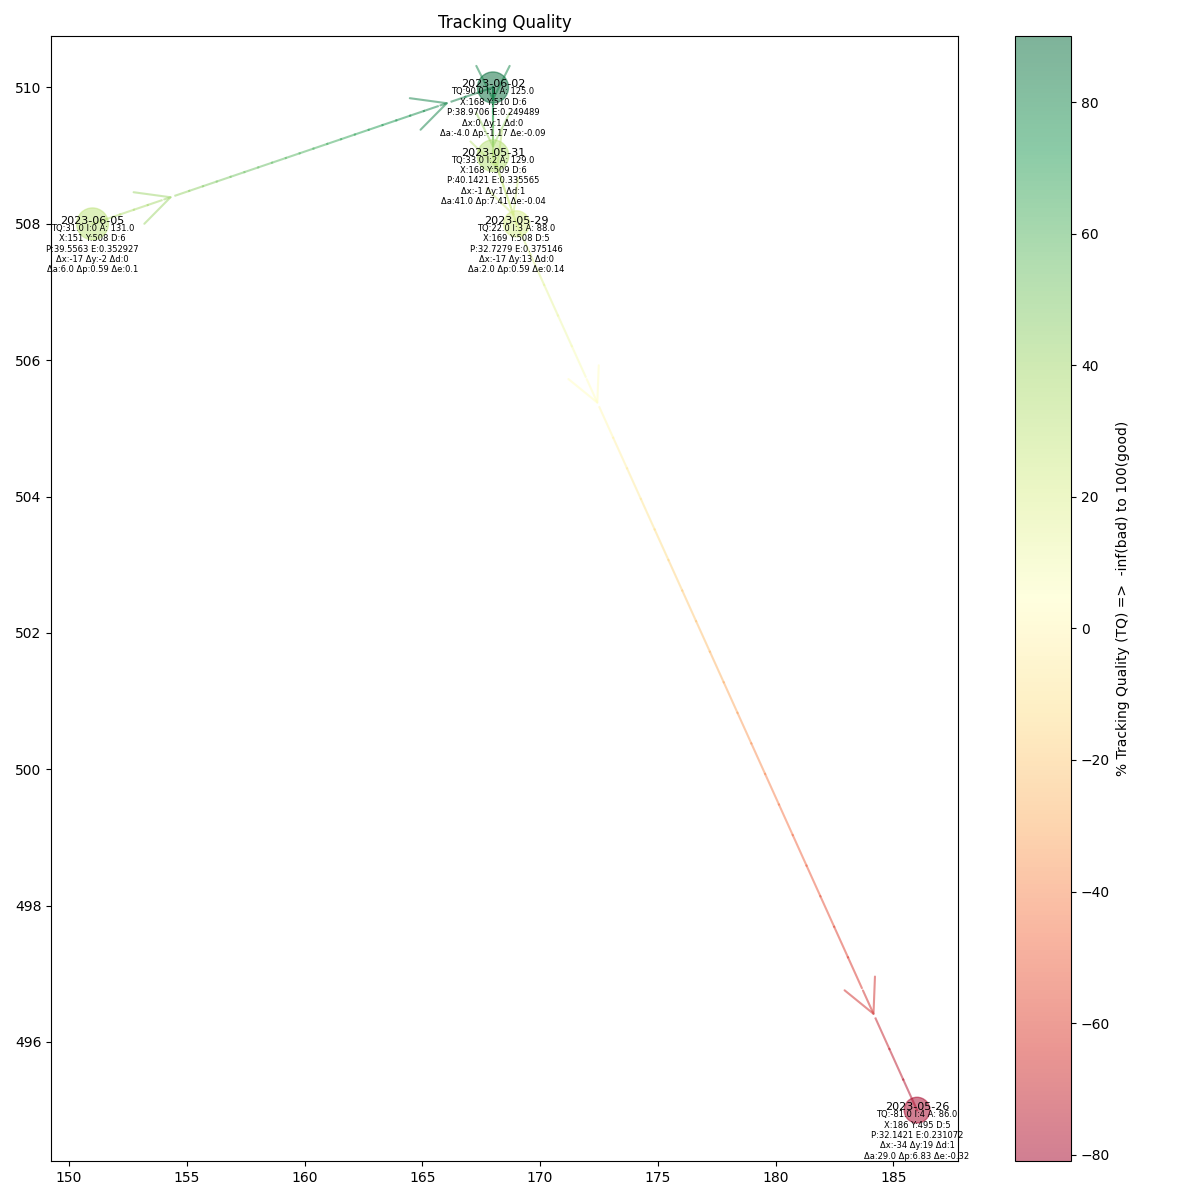 Tracking Quality
510
508
506
504
502
500
498
496
150
155
160
165
170
175
180
185
2023-06-02
TQ:90.0 I:1 A: 125.0
X:168 Y:510 D:6
P:38.9706 E:0.249489
Δx:0 Δy:1 Δd:0
Δa:-4.0 Δp:-1.17 Δe:-0.09
2023-05-31
TQ:33.0 I:2 A: 129.0
X:168 Y:509 D:6
P:40.1421 E:0.335565
Δx:-1 Δy:1 Δd:1
Δa:41.0 Δp:7.41 Δe:-0.04
2023-06-05
TQ:31.0 I:0 A: 131.0
X:151 Y:508 D:6
P:39.5563 E:0.352927
Δx:-17 Δy:-2 Δd:0
Δa:6.0 Δp:0.59 Δe:0.1
2023-05-29
TQ:22.0 I:3 A: 88.0
X:169 Y:508 D:5
P:32.7279 E:0.375146
Δx:-17 Δy:13 Δd:0
Δa:2.0 Δp:0.59 Δe:0.14
2023-05-26
TQ:-81.0 I:4 A: 86.0
X:186 Y:495 D:5
P:32.1421 E:0.231072
Δx:-34 Δy:19 Δd:1
Δa:29.0 Δp:6.83 Δe:-0.32
80
60
40
20
0
−20
−40
−60
−80
% Tracking Quality (TQ) => -inf(bad) to 100(good)